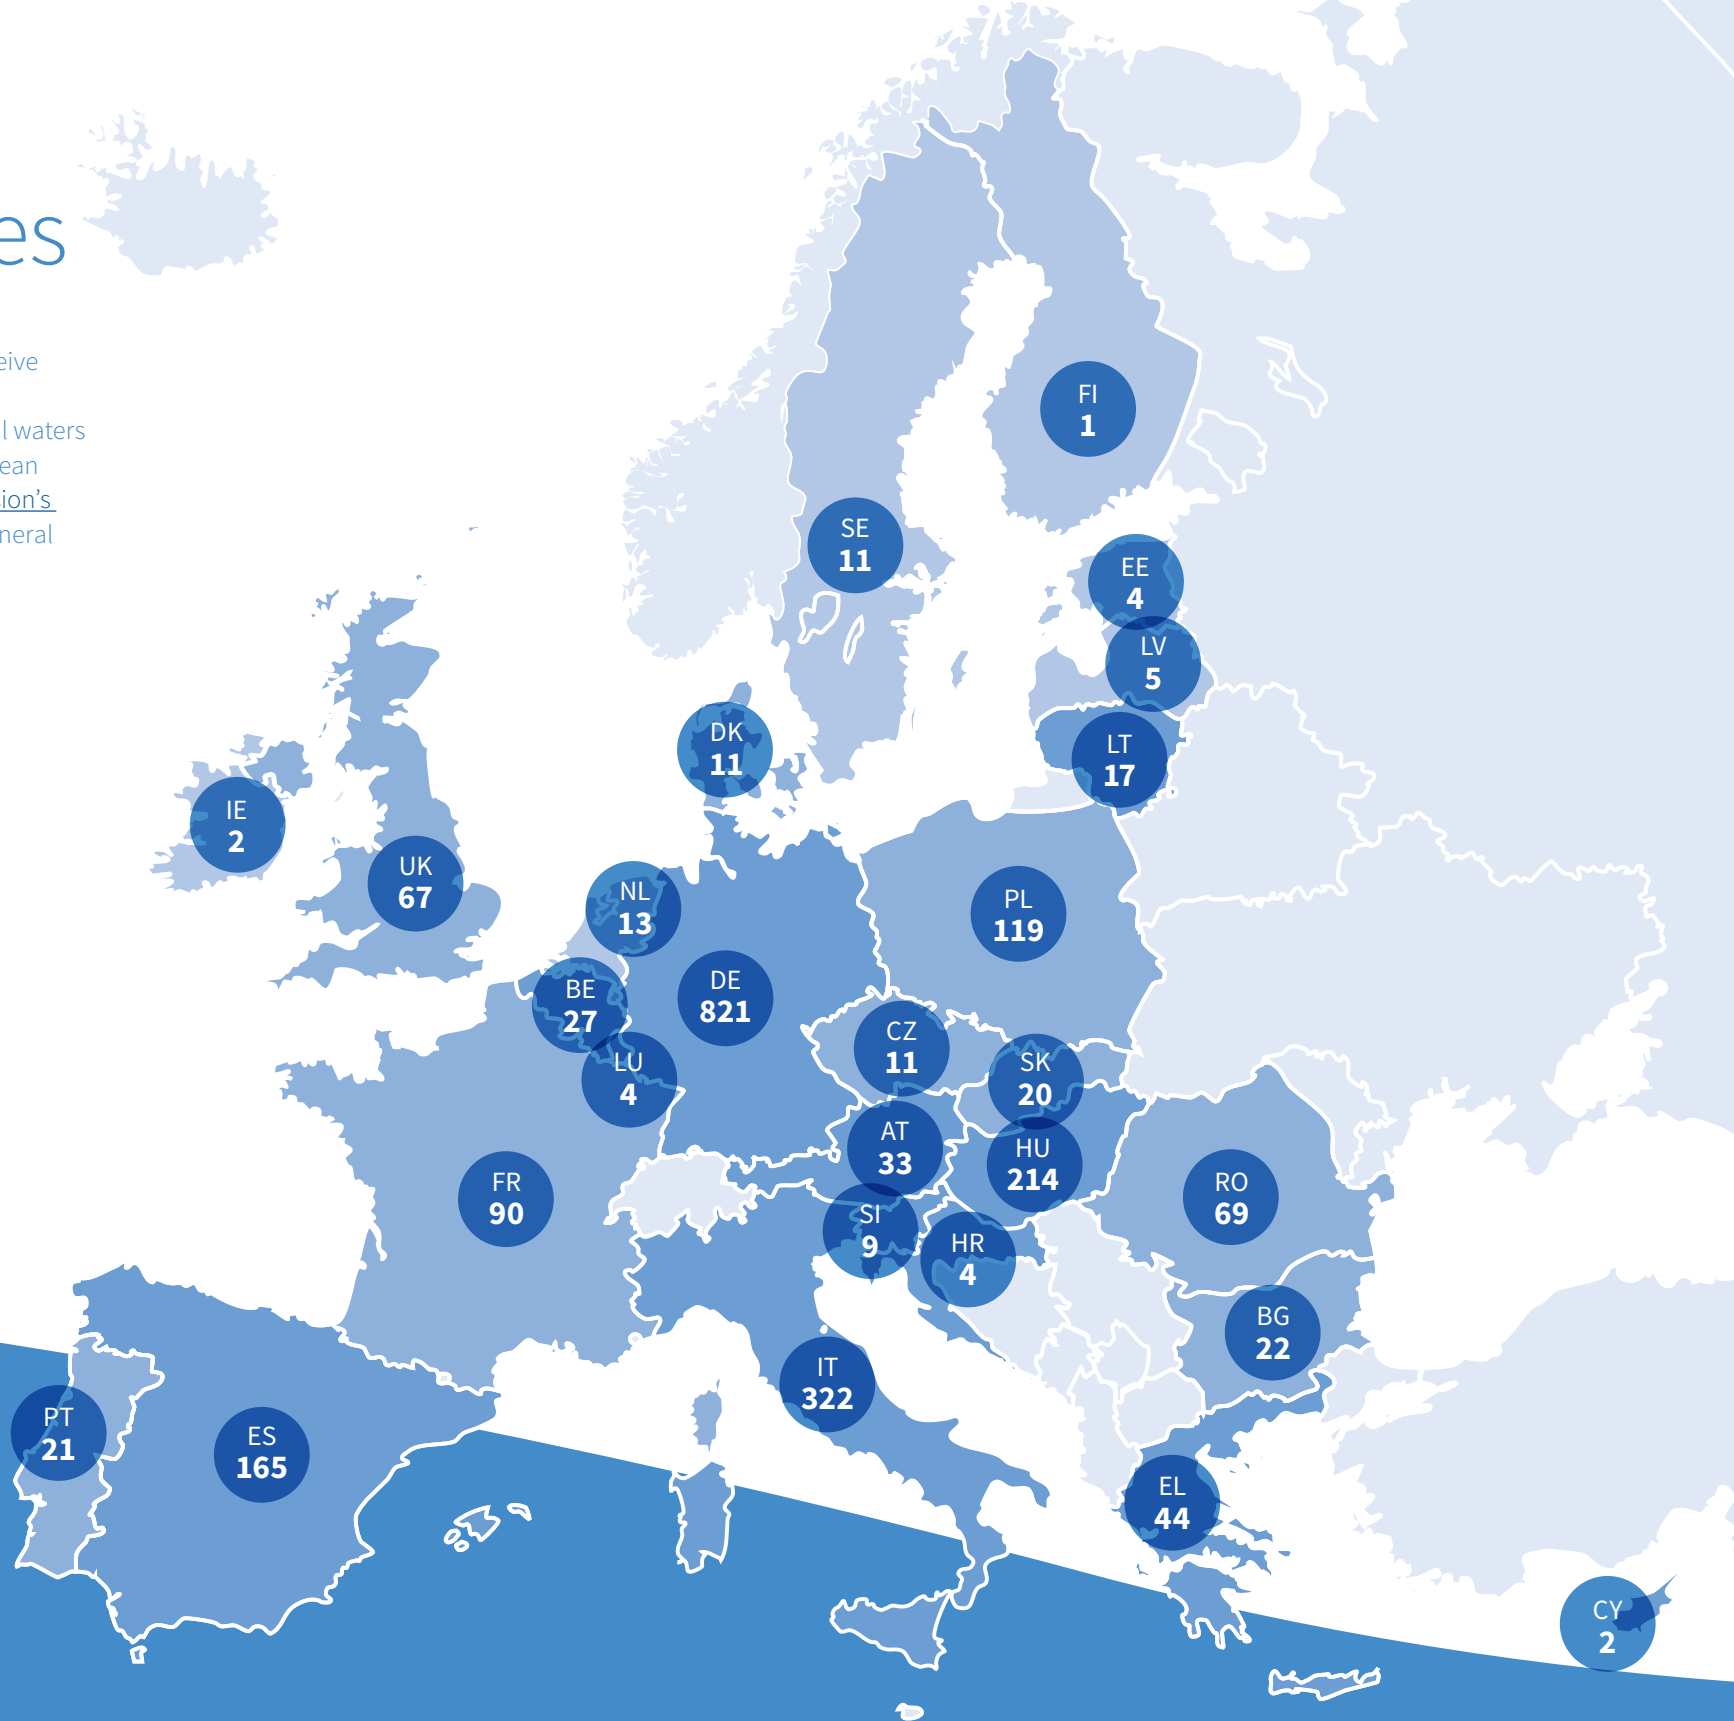 es
eive
l waters
ean
sion's
neral
FI
1
SE
11
EE
4
LV
5
DK
11
LT
17
IE
2
UK
67
NL
13
PL
119
BE
27
DE
821
CZ
11
SK
20
LU
4
AT
33
HU
214
FR
90
SI
9
HR
4
RO
69
BG
22
IT
322
PT
21
ES
165
EL
44
CY
2